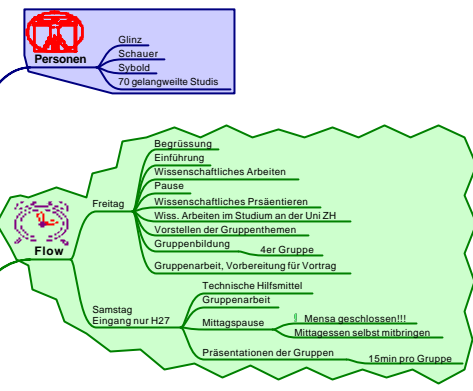 Personen
Glinz
Schauer
Sybold
70 gelangweilte Studis
Flow
Freitag
Begrüssung
Einführung
Wissenschaftliches Arbeiten
Pause
Wissenschaftliches Prsäentieren
Wiss. Arbeiten im Studium an der Uni ZH
Vorstellen der Gruppenthemen
Gruppenbildung
4er Gruppe
Gruppenarbeit, Vorbereitung für Vortrag
Samstag
Eingang nur H27
Technische Hilfsmittel
Gruppenarbeit
Mittagspause
Mensa geschlossen!!!
Mittagessen selbst mitbringen
Präsentationen der Gruppen
15min pro Gruppe